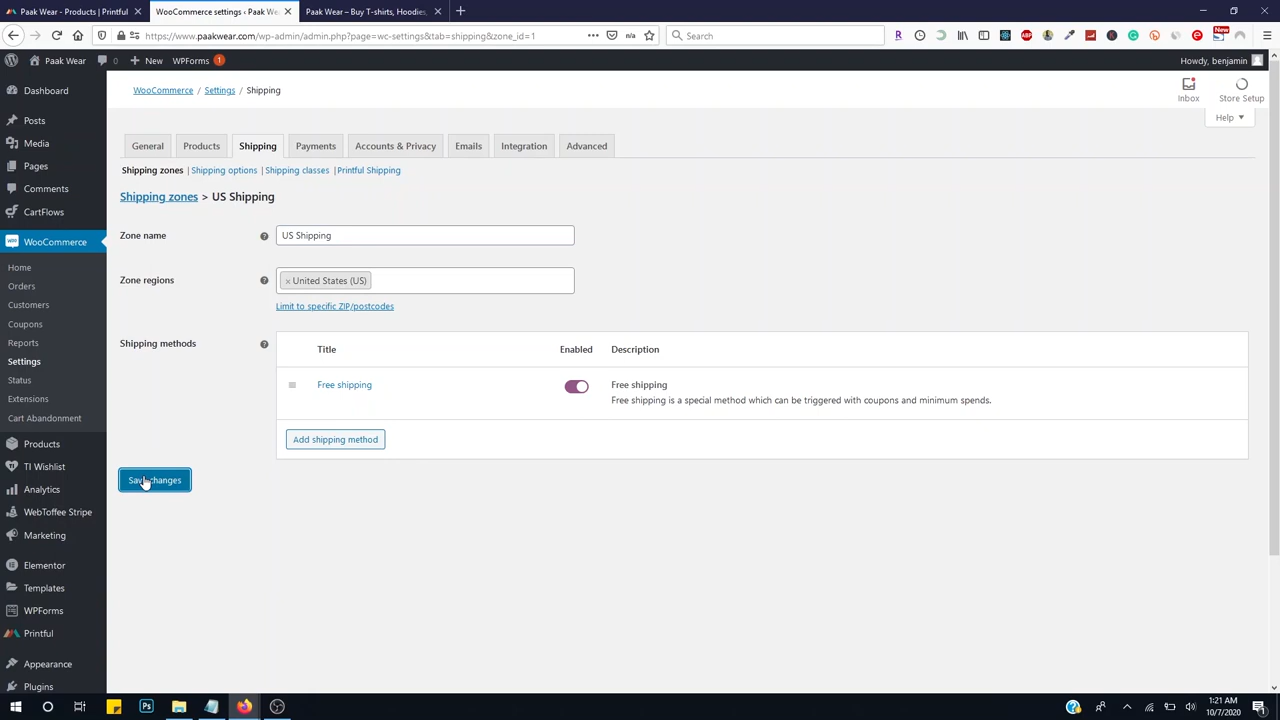 Paak Wear - Products | Printful
WooCommerce settings ‹ Paak Wea
Paak Wear – Buy T-shirts, Hoodies,
https://www.paakwear.com/wp-admin/admin.php?page=wc-settings&tab=shipping&zone_id=1
Search
New
Paak Wear
0
New
WPForms
1
Howdy, benjamin
Dashboard
Posts
Media
Pages
Comments
CartFlows
WooCommerce
Home
Orders
Customers
Coupons
Reports
Settings
Status
Extensions
Cart Abandonment
Products
TI Wishlist
Analytics
WebToffee Stripe
Marketing
Elementor
Templates
WPForms
Printful
Appearance
Plugins
WooCommerce / Settings / Shipping
Inbox
Store Setup
Help
General
Products
Shipping
Payments
Accounts & Privacy
Emails
Integration
Advanced
Shipping zones | Shipping options | Shipping classes | Printful Shipping
Shipping zones > US Shipping
Zone name
US Shipping
Zone regions
× United States (US)
Limit to specific ZIP/postcodes
Shipping methods
Title
Enabled
Description
Free shipping
Free shipping
Free shipping is a special method which can be triggered with coupons and minimum spends.
Add shipping method
Save changes
1:21 AM
10/7/2020